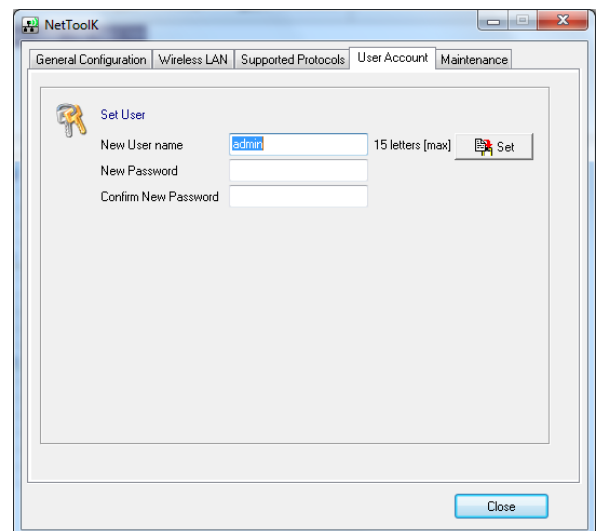 NetToolK
General Configuration Wireless LAN Supported Protocols User Account Maintenance
Set User
New User name admin 15 letters [max] Set
New Password
Confirm New Password
Close